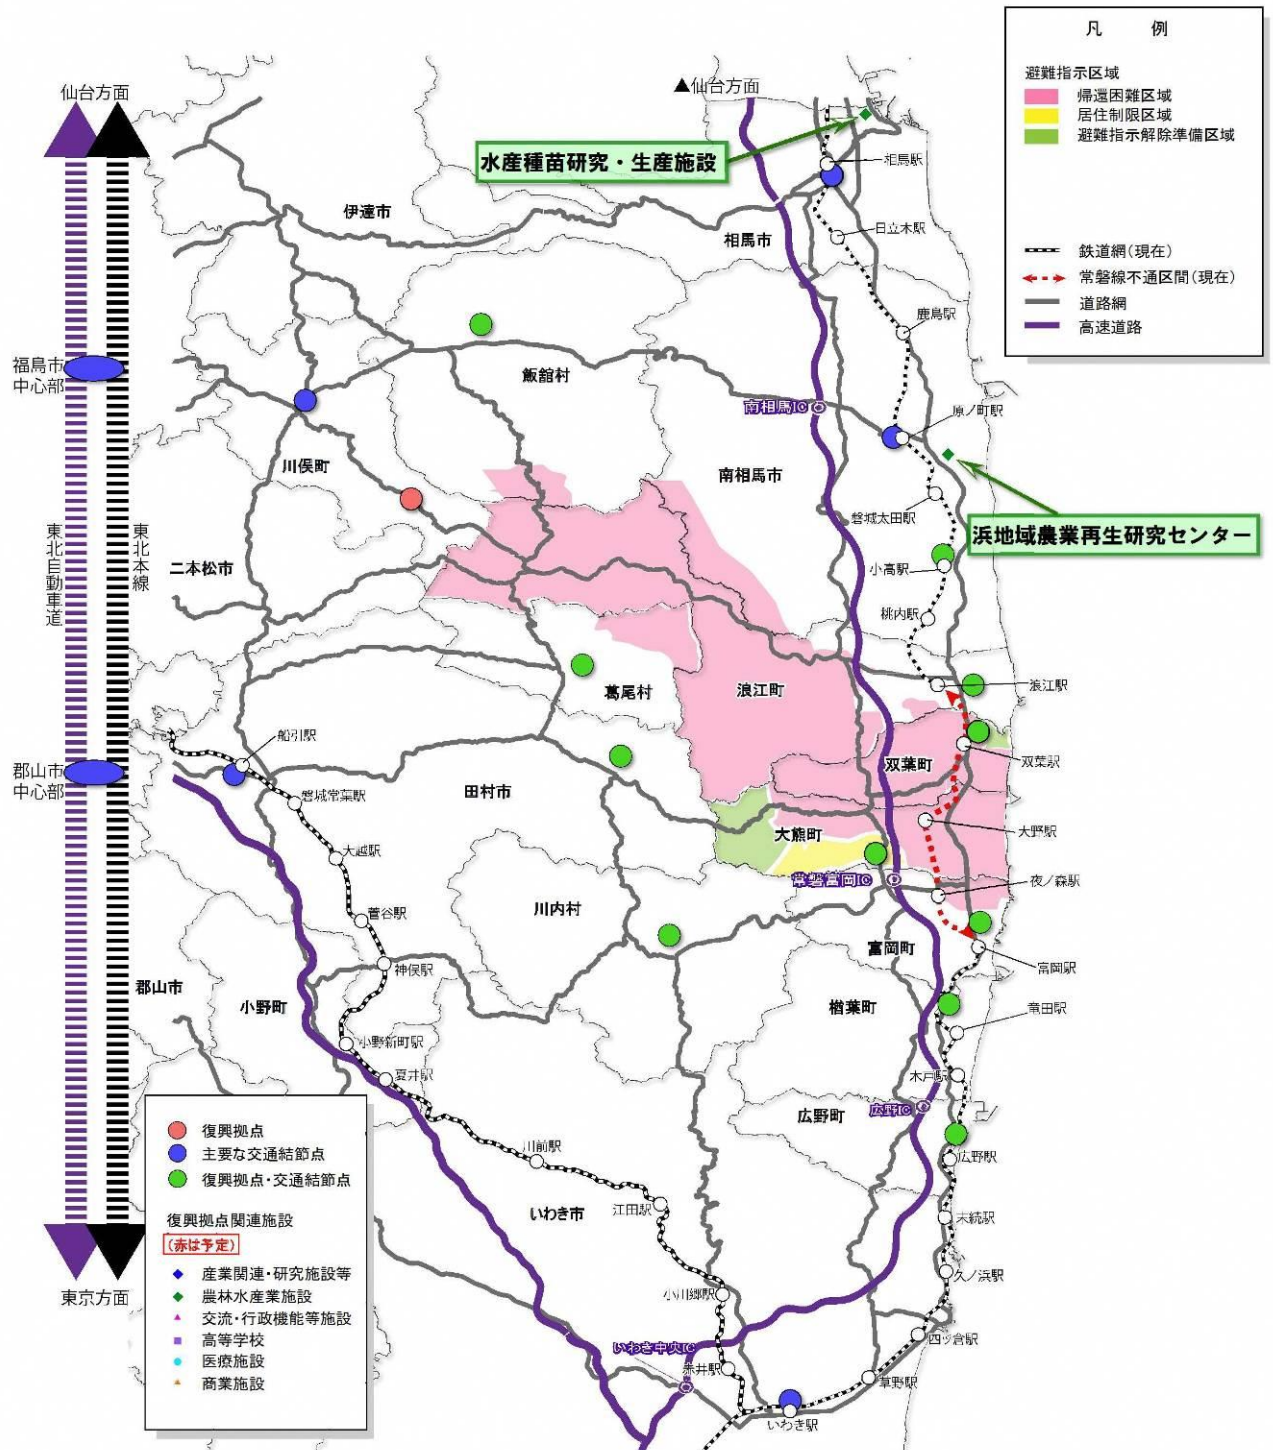 凡 例
避難指示区域
帰還困難区域
居住制限区域
避難指示解除準備区域
鉄道網(現在)
常磐線不通区間(現在)
道路網
高速道路
仙台方面
▲仙台方面
水産種苗研究・生産施設
相馬駅
伊達市
相馬市
日立木駅
鹿島駅
福島市
中心部
飯舘村
南相馬IC
原ノ町駅
川俣町
南相馬市
磐城太田駅
浜地域農業再生研究センター
東北自動車道
東北本線
二本松市
小高駅
桃内駅
葛尾村
浪江町
浪江駅
船引駅
双葉町
双葉駅
郡山市
中心部
磐城常葉駅
田村市
大熊町
大野駅
大越駅
常磐富岡IC
夜ノ森駅
菅谷駅
川内村
富岡町
神俣駅
富岡駅
郡山市
小野町
楢葉町
竜田駅
小野新町駅
夏井駅
木戸駅
広野町
広野IC
復興拠点
主要な交通結節点
復興拠点・交通結節点
復興拠点関連施設
(赤は予定)
産業関連・研究施設等
農林水産業施設
交流・行政機能等施設
高等学校
医療施設
商業施設
川前駅
広野駅
いわき市
江田駅
末続駅
久ノ浜駅
小川郷駅
東京方面
四ッ倉駅
いわき中央IC
赤井駅
草野駅
いわき駅